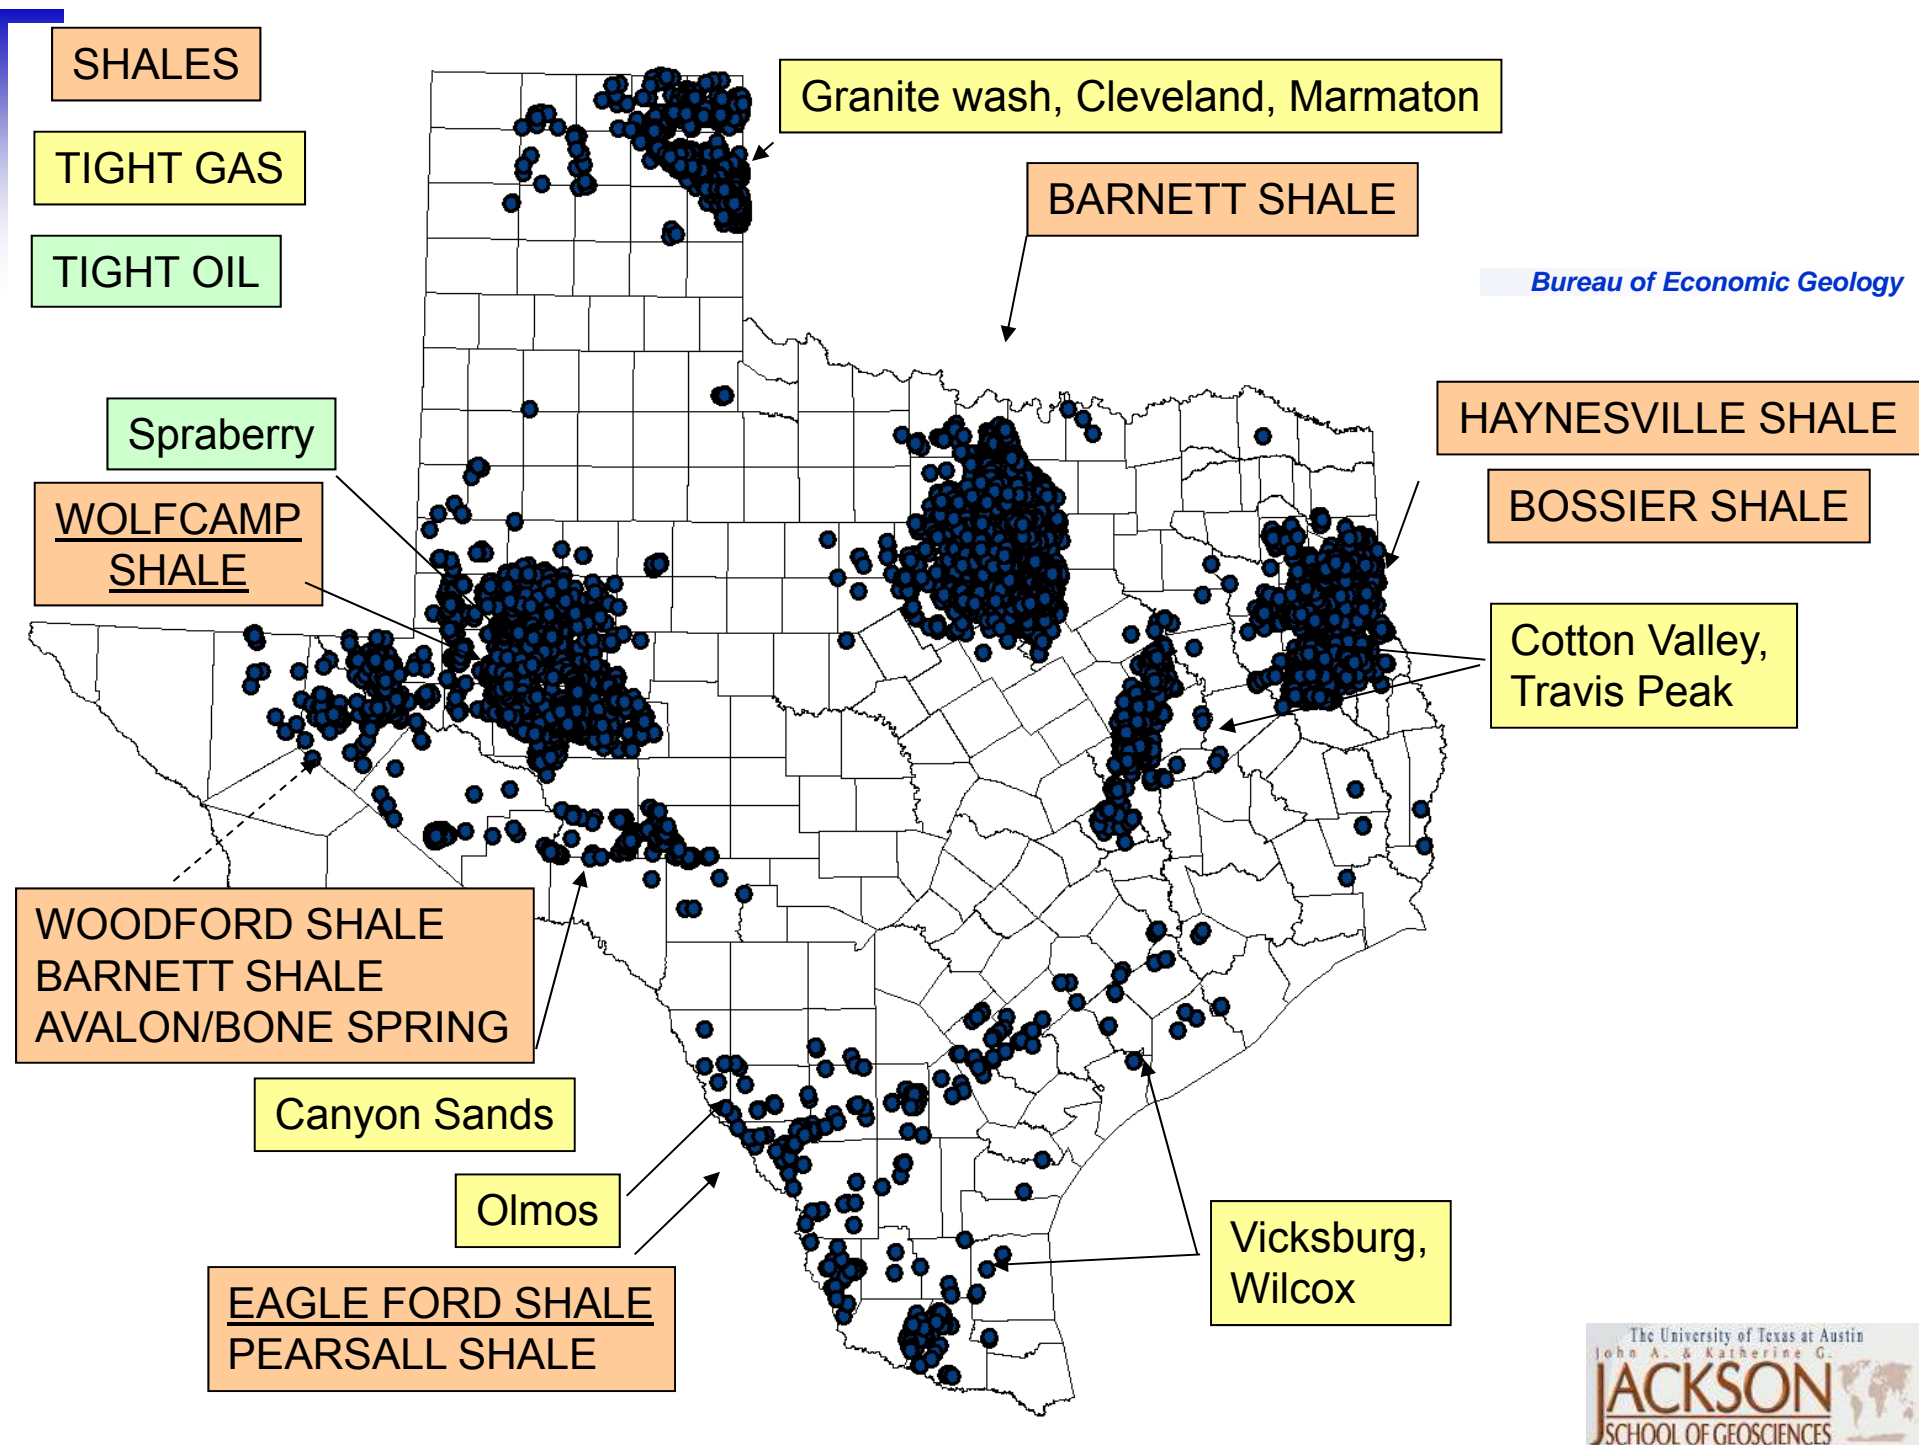 SHALES
TIGHT GAS
TIGHT OIL
Granite wash, Cleveland, Marmaton
BARNETT SHALE
Bureau of Economic Geology
HAYNESVILLE SHALE
BOSSIER SHALE
Spraberry
WOLFCAMP
SHALE
Cotton Valley,
Travis Peak
WOODFORD SHALE
BARNETT SHALE
AVALON/BONE SPRING
Canyon Sands
Olmos
EAGLE FORD SHALE
PEARSALL SHALE
Vicksburg,
Wilcox
The University of Texas at Austin
John A. & Katherine G.
JACKSON
SCHOOL OF GEOSCIENCES